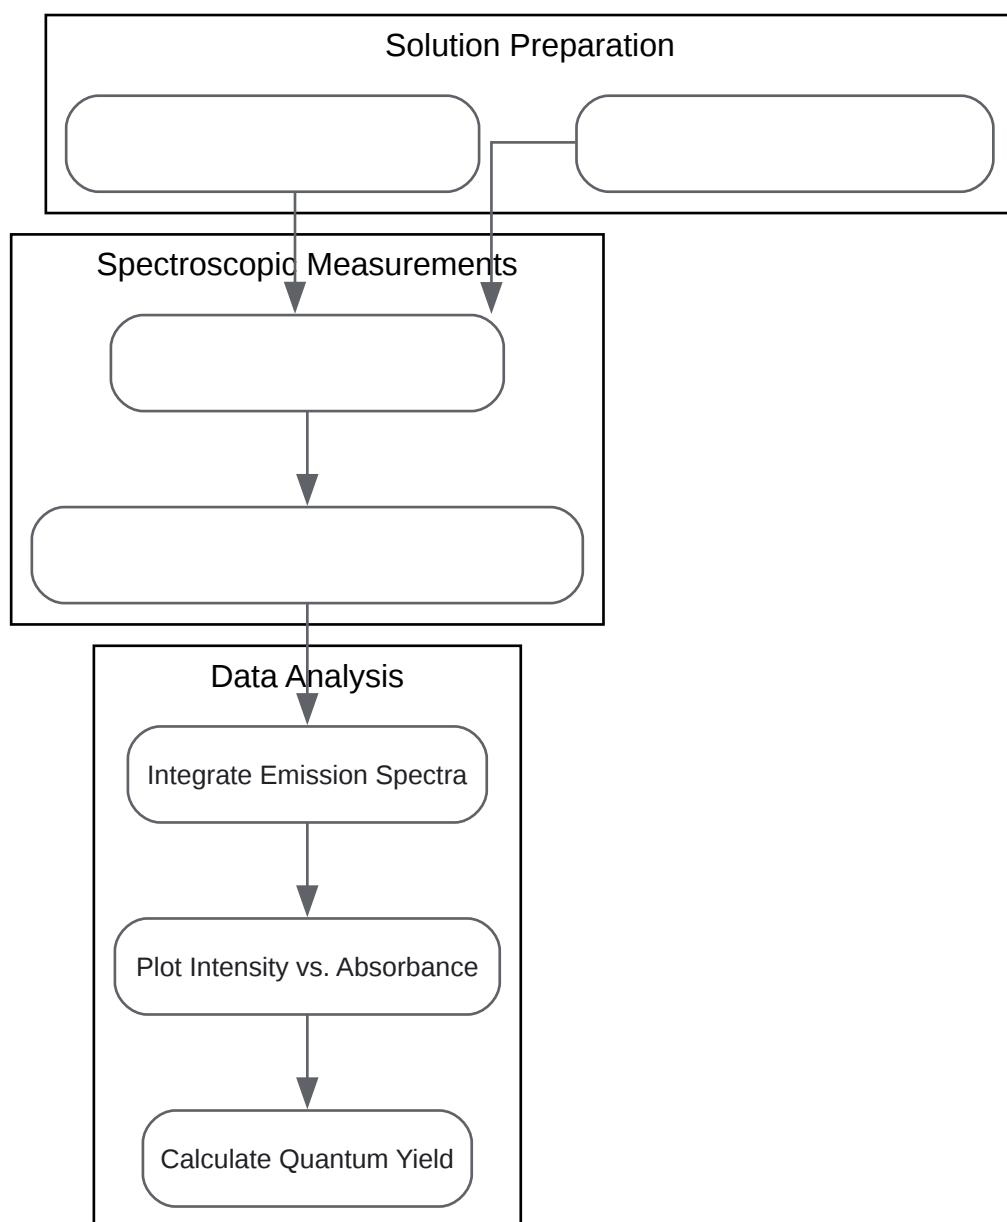 Solution Preparation
Spectroscopic Measurements
Data Analysis
Integrate Emission Spectra
Plot Intensity vs. Absorbance
Calculate Quantum Yield